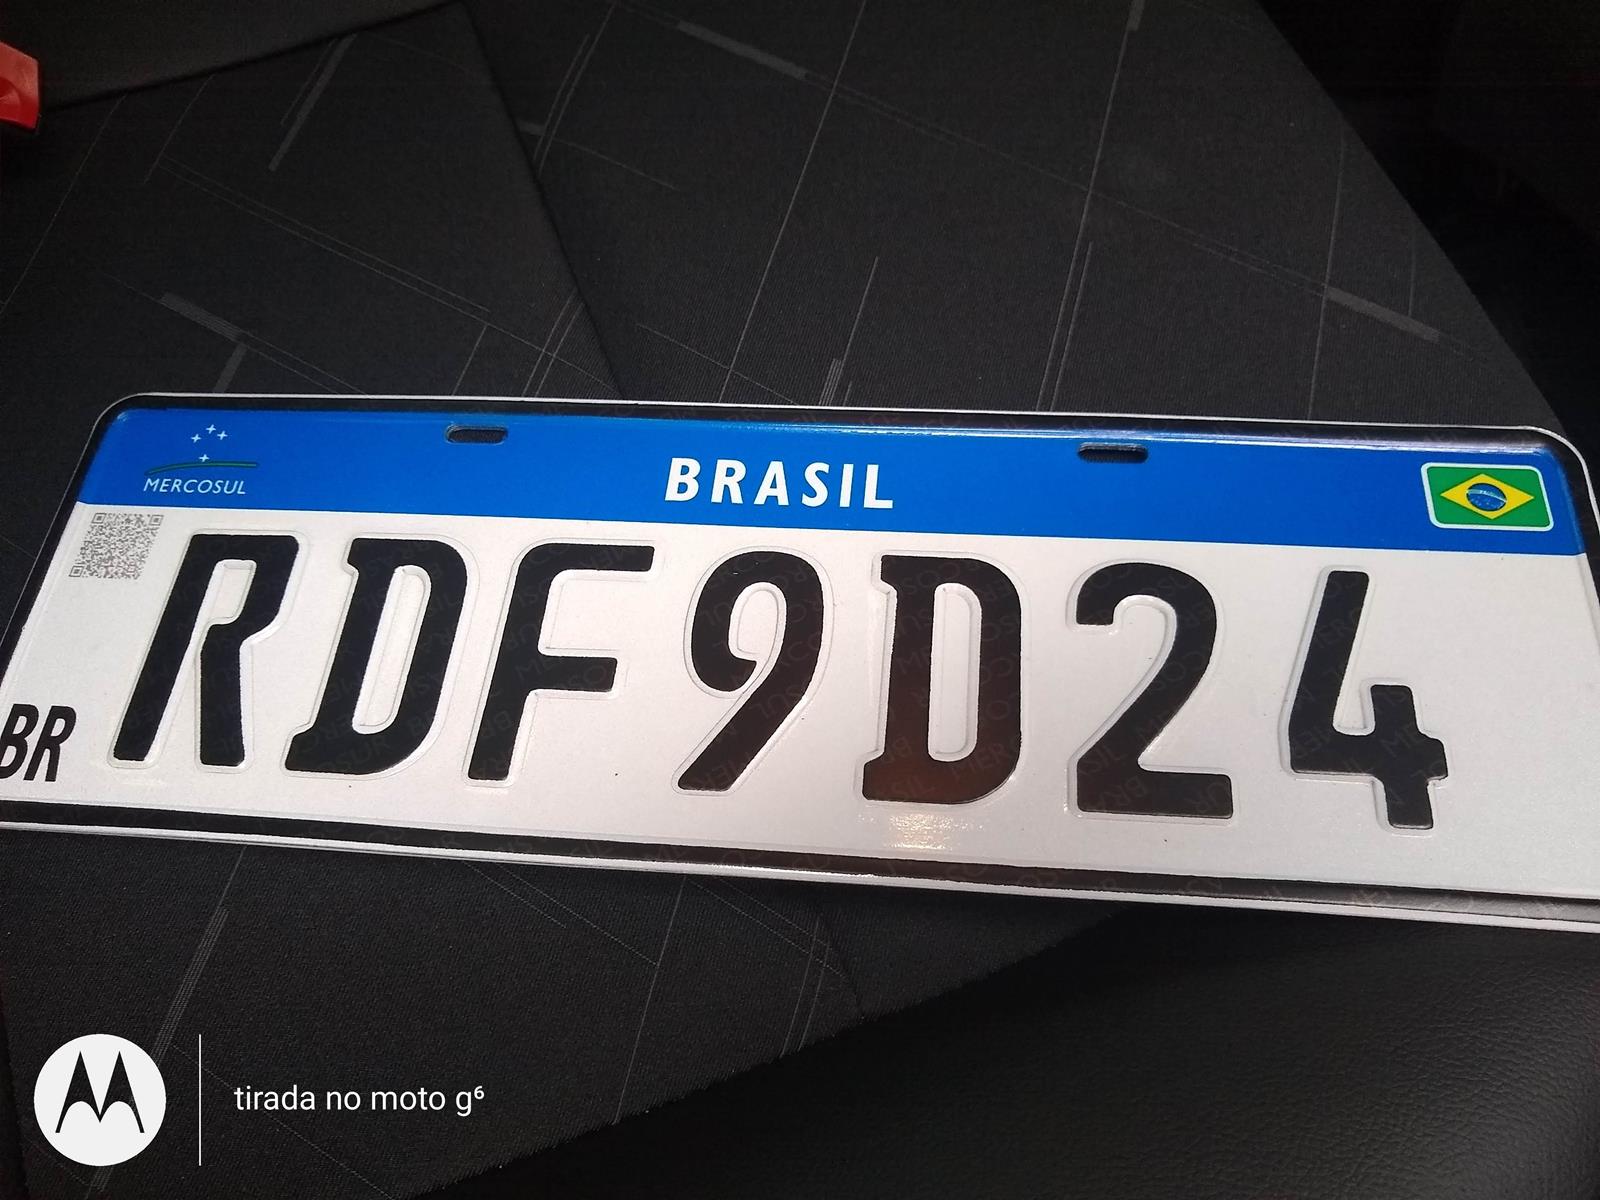 MERCOSUL
BRASIL
BR
RDF9D24
tirada no moto g⁶